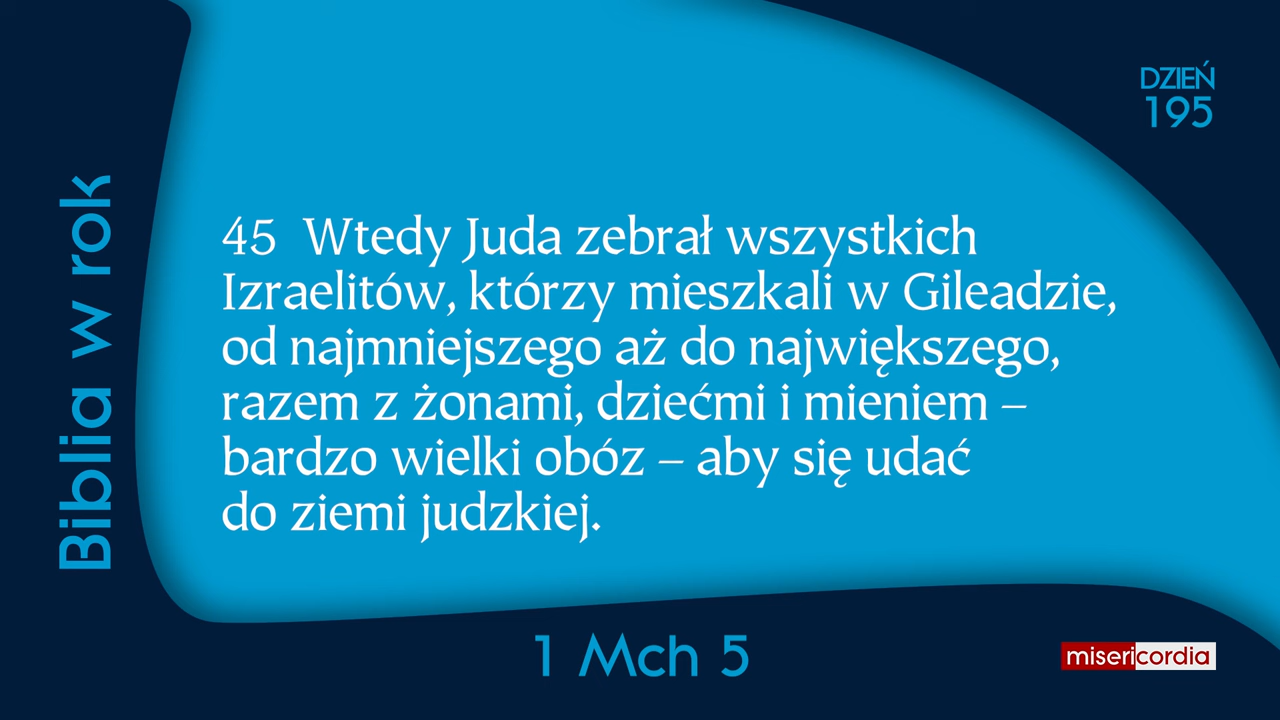 DZIEŃ
195
Biblia w rok
45 Wtedy Juda zebrał wszystkich
Izraelitów, którzy mieszkali w Gileadzie,
od najmniejszego aż do największego,
razem z żonami, dziećmi i mieniem –
bardzo wielki obóz – aby się udać
do ziemi judzkiej.
1 Mch 5
misericordia